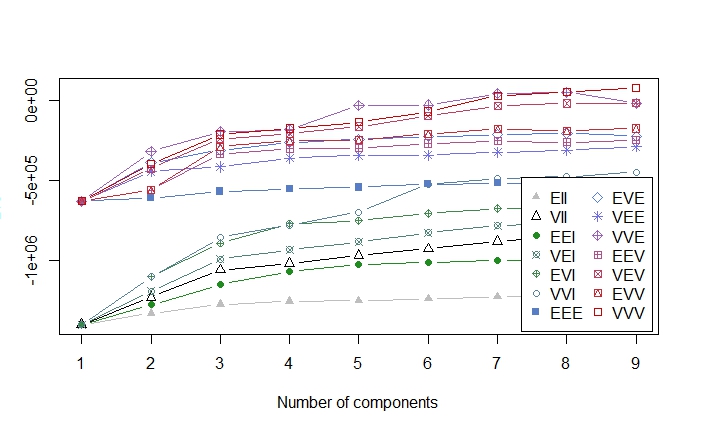 0e+00
-5e+05
-1e+06
EII EVE
VII VEE
EEI VVE
VEI EEV
EVI VEV
VVI EVV
EEE VVV
1 2 3 4 5 6 7 8 9
Number of components